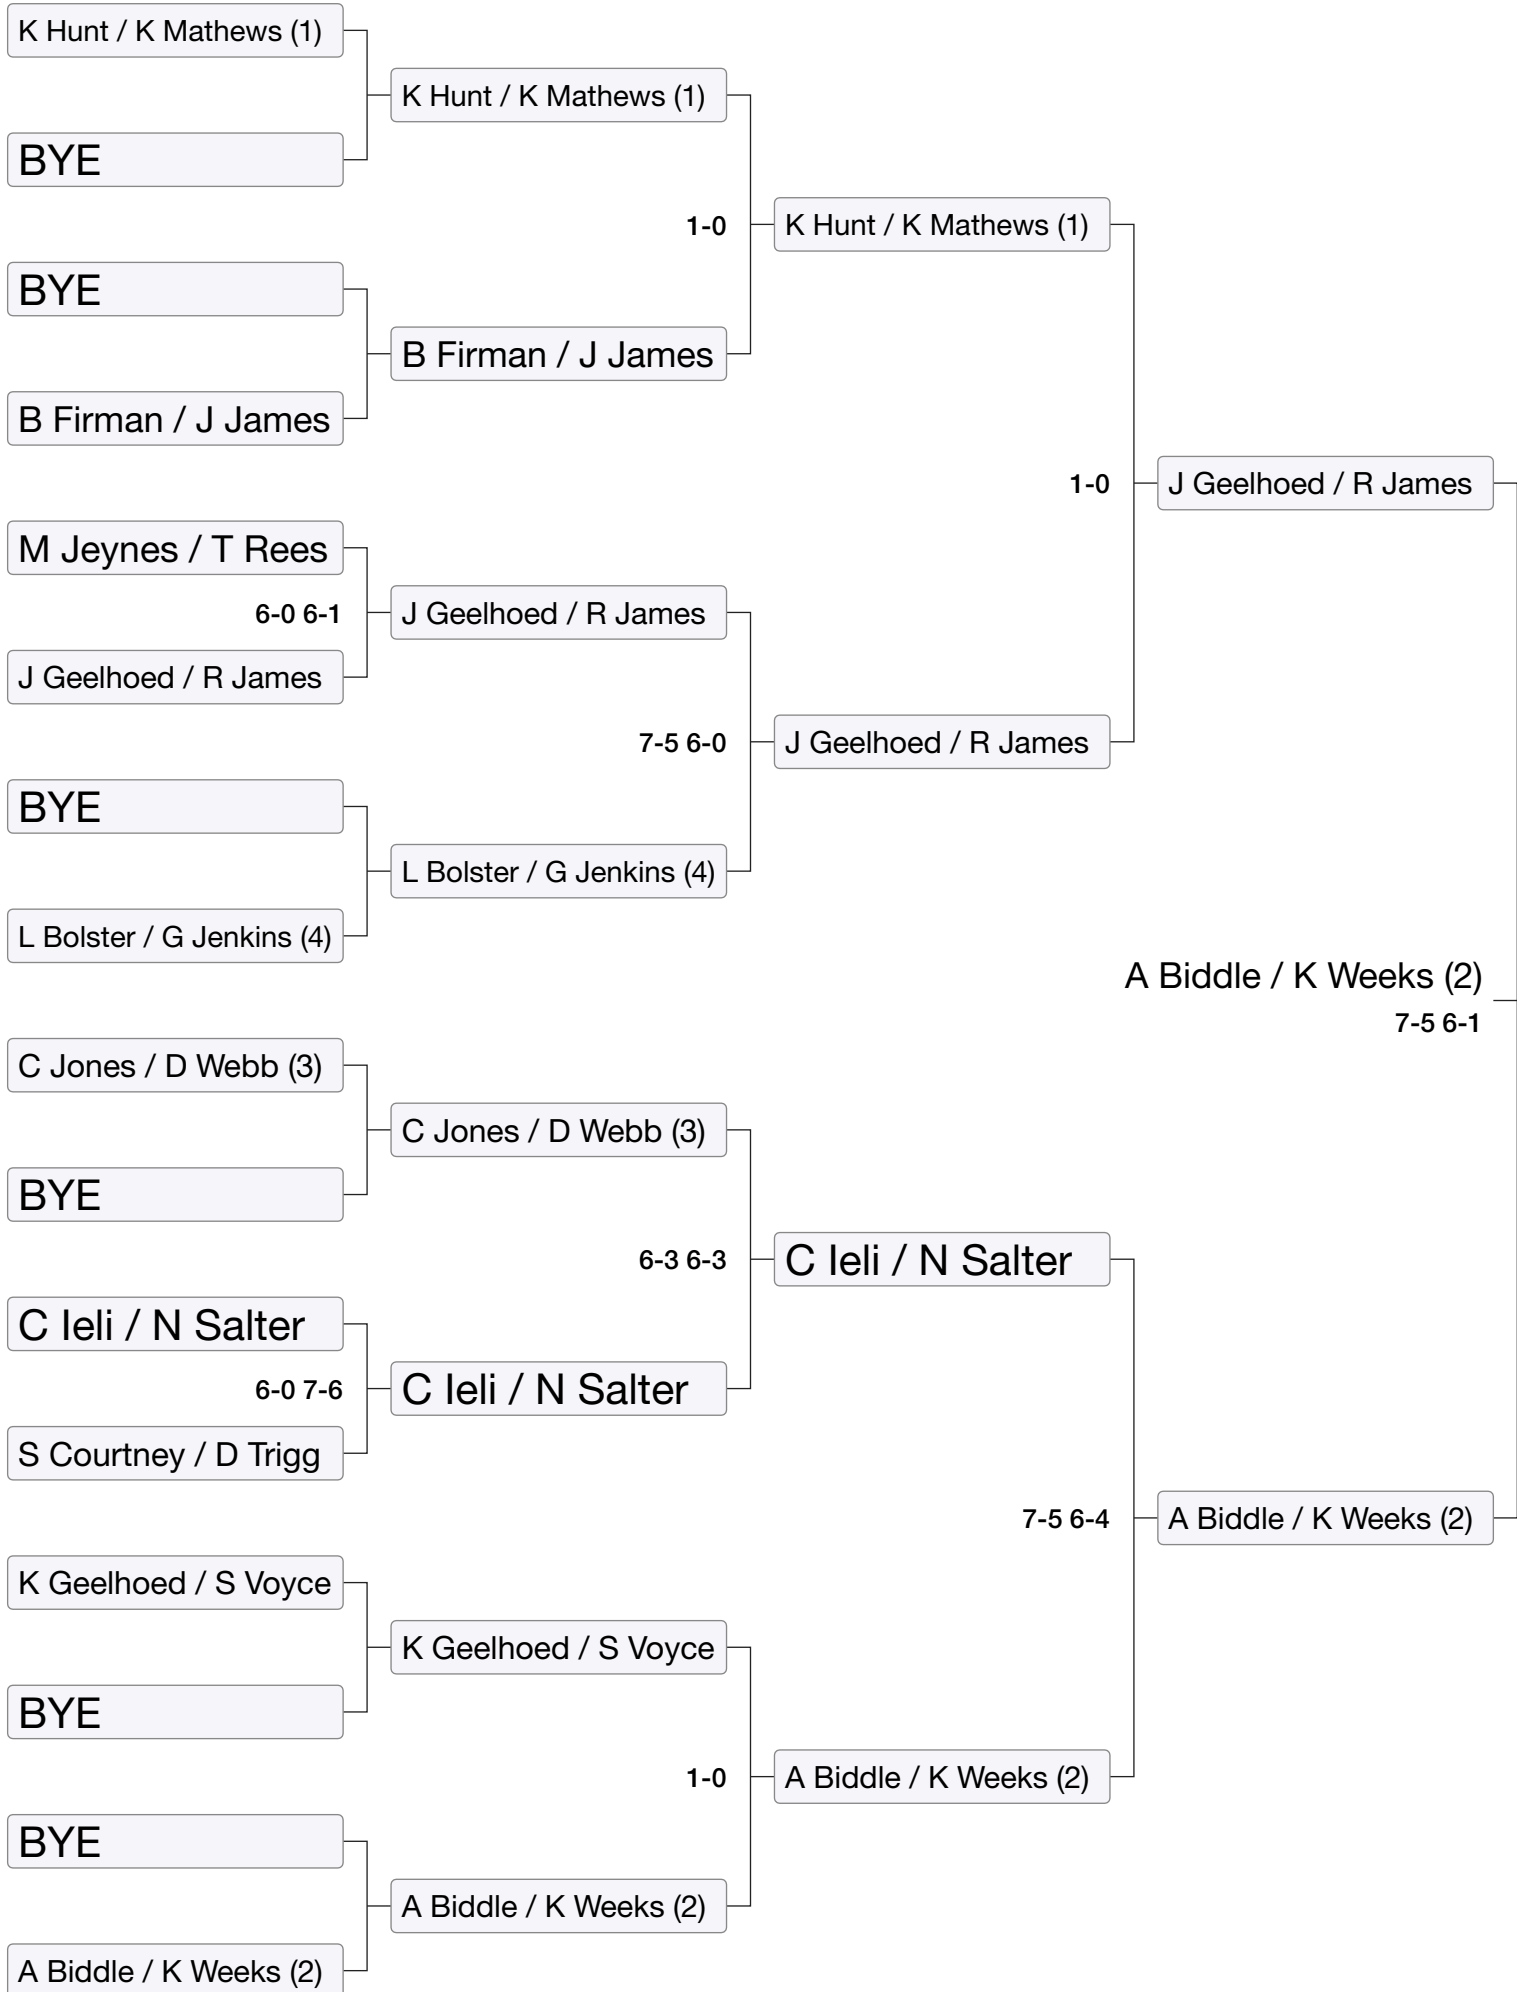 K Hunt / K Mathews (1)
K Hunt / K Mathews (1)
BYE
1-0
K Hunt / K Mathews (1)
BYE
B Firman / J James
B Firman / J James
1-0
J Geelhoed / R James
M Jeynes / T Rees
6-0 6-1
J Geelhoed / R James
J Geelhoed / R James
7-5 6-0
J Geelhoed / R James
BYE
L Bolster / G Jenkins (4)
L Bolster / G Jenkins (4)
A Biddle / K Weeks (2)
7-5 6-1
C Jones / D Webb (3)
C Jones / D Webb (3)
BYE
6-3 6-3
C Ieli / N Salter
C Ieli / N Salter
6-0 7-6
C Ieli / N Salter
S Courtney / D Trigg
7-5 6-4
A Biddle / K Weeks (2)
K Geelhoed / S Voyce
K Geelhoed / S Voyce
BYE
1-0
A Biddle / K Weeks (2)
BYE
A Biddle / K Weeks (2)
A Biddle / K Weeks (2)